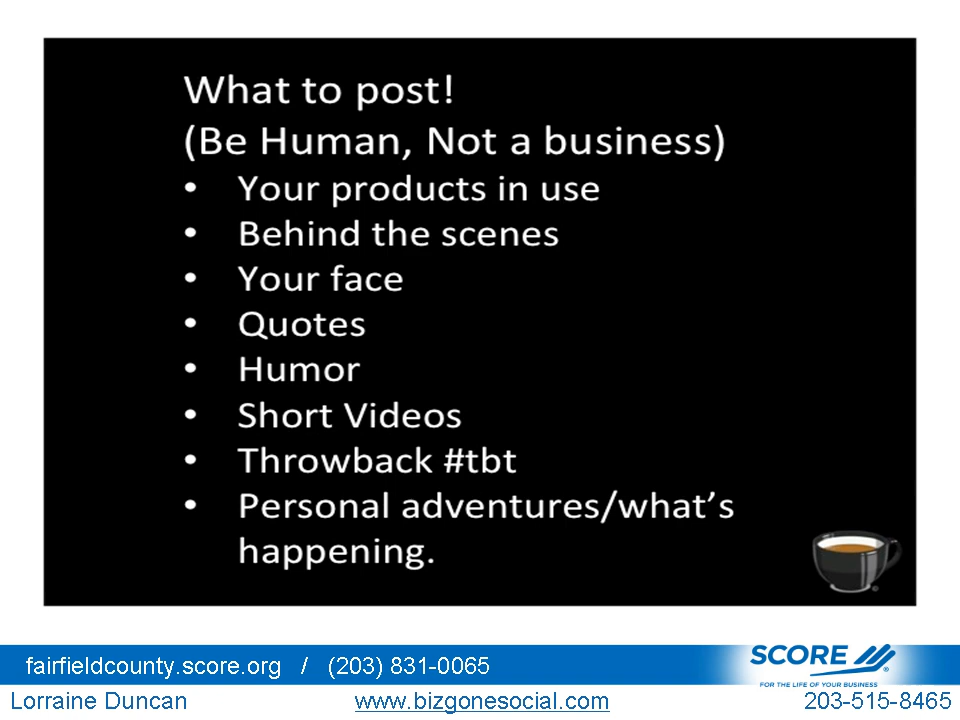 What to post!
(Be Human, Not a business)
• Your products in use
• Behind the scenes
• Your face
• Quotes
• Humor
• Short Videos
• Throwback #tbt
• Personal adventures/what's
happening.
fairfieldcounty.score.org / (203) 831-0065
SCORE
FOR THE LIFE OF YOUR BUSINESS
Lorraine Duncan www.bizgonesocial.com 203-515-8465